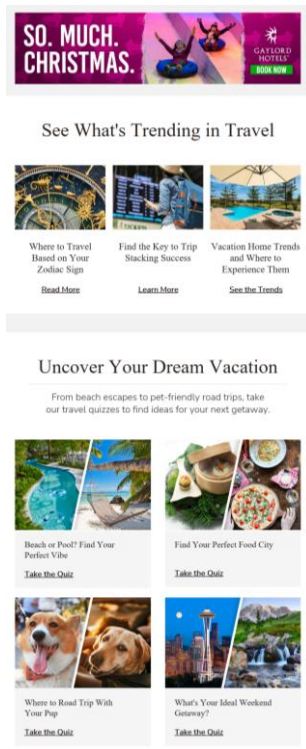 SO. MUCH.
CHRISTMAS.
GAYLORD
HOTELS
BOOK NOW
See What's Trending in Travel
Where to Travel
Based on Your
Zodiac Sign
Read More
Find the Key to Trip
Stacking Success
Learn More
Vacation Home Trends
and Where to
Experience Them
See the Trends
Uncover Your Dream Vacation
From beach escapes to pet-friendly road trips, take
our travel quizzes to find ideas for your next getaway.
Beach or Pool? Find Your
Perfect Vibe
Take the Quiz
Find Your Perfect Food City
Take the Quiz
Where to Road Trip With
Your Pup
Take the Quiz
What's Your Ideal Weekend
Getaway?
Take the Quiz